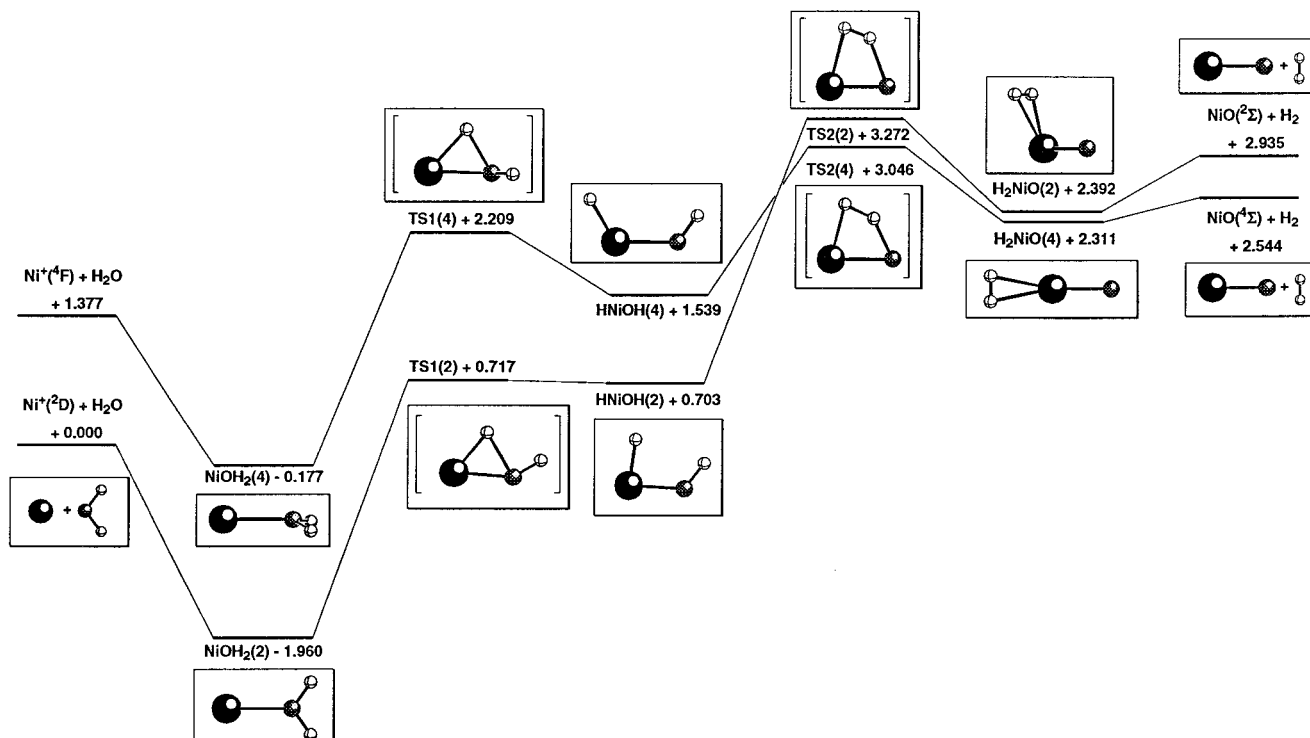 Ni⁺(⁴F) + H₂O
+ 1.377
Ni⁺(²D) + H₂O
+ 0.000
+
NiOH₂(4) - 0.177
NiOH₂(2) - 1.960
TS1(4) + 2.209
TS1(2) + 0.717
HNiOH(4) + 1.539
HNiOH(2) + 0.703
TS2(2) + 3.272
TS2(4) + 3.046
H₂NiO(2) + 2.392
H₂NiO(4) + 2.311
+
NiO(²Σ) + H₂
+ 2.935
NiO(⁴Σ) + H₂
+ 2.544
+